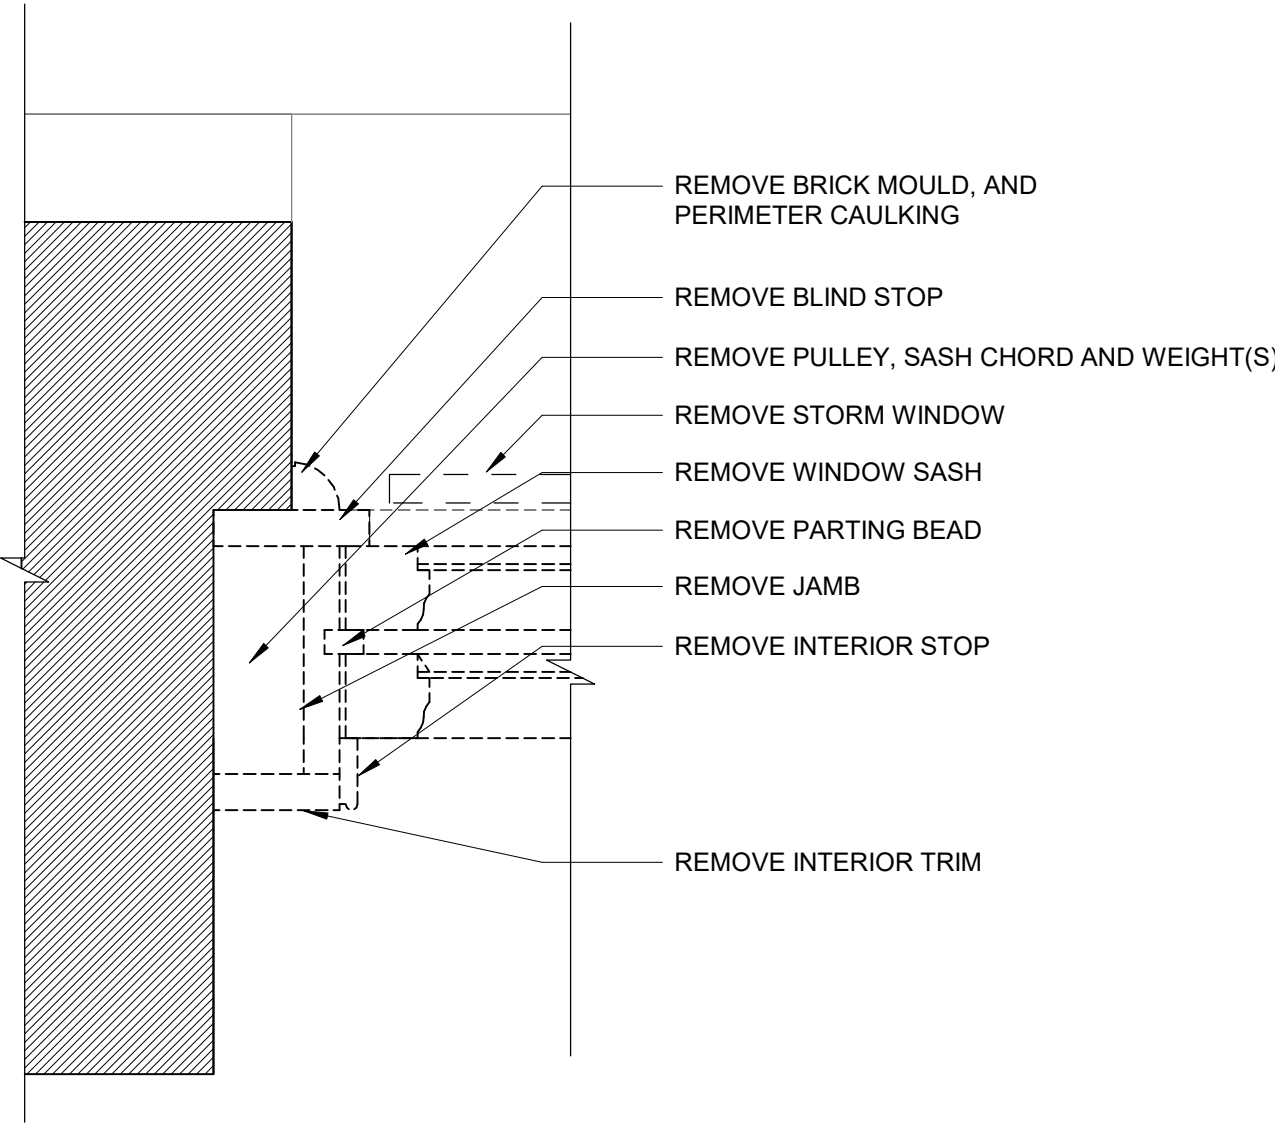 REMOVE BRICK MOULD, AND
PERIMETER CAULKING
REMOVE BLIND STOP
REMOVE PULLEY, SASH CHORD AND WEIGHT(S)
REMOVE STORM WINDOW
REMOVE WINDOW SASH
REMOVE PARTING BEAD
REMOVE JAMB
REMOVE INTERIOR STOP
REMOVE INTERIOR TRIM